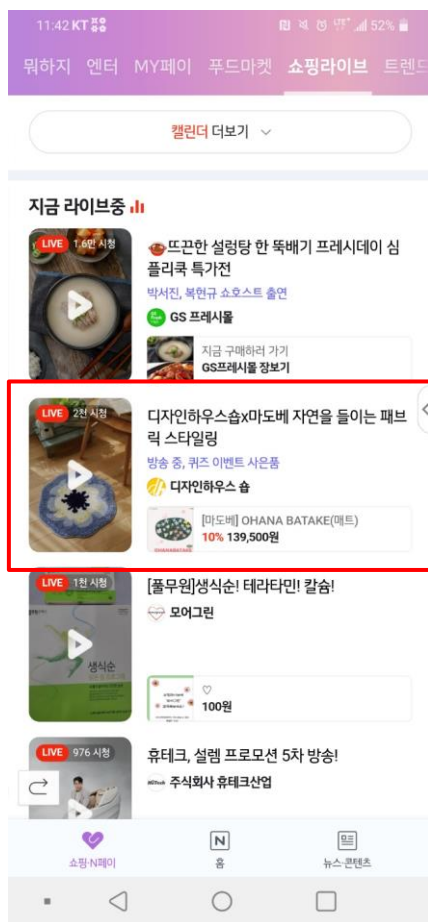 11:42 KT
LTE+ 52%
뭐하지 엔터 MY페이 푸드마켓 쇼핑라이브 트렌드
캘린더 더보기
지금 라이브중
LIVE 1.6만 시청
뜨끈한 설렁탕 한 뚝배기 프레시데이 심
플리쿡 특가전
박서진, 복현규 쇼호스트 출연
GS 프레시몰
지금 구매하러 가기
GS프레시몰 장보기
LIVE 2천 시청
디자인하우스숍x마도베 자연을 들이는 패브
릭 스타일링
방송 중, 퀴즈 이벤트 사은품
디자인하우스 숍
[마도베] OHANA BATAKE(매트)
10% 139,500원
LIVE 1천 시청
[풀무원]생식순! 테라타민! 칼슘!
모어그린
생식순
♡
100원
LIVE 976 시청
휴테크, 설렘 프로모션 5차 방송!
주식회사 휴테크산업
쇼핑·N페이
N
홈
뉴스·콘텐츠